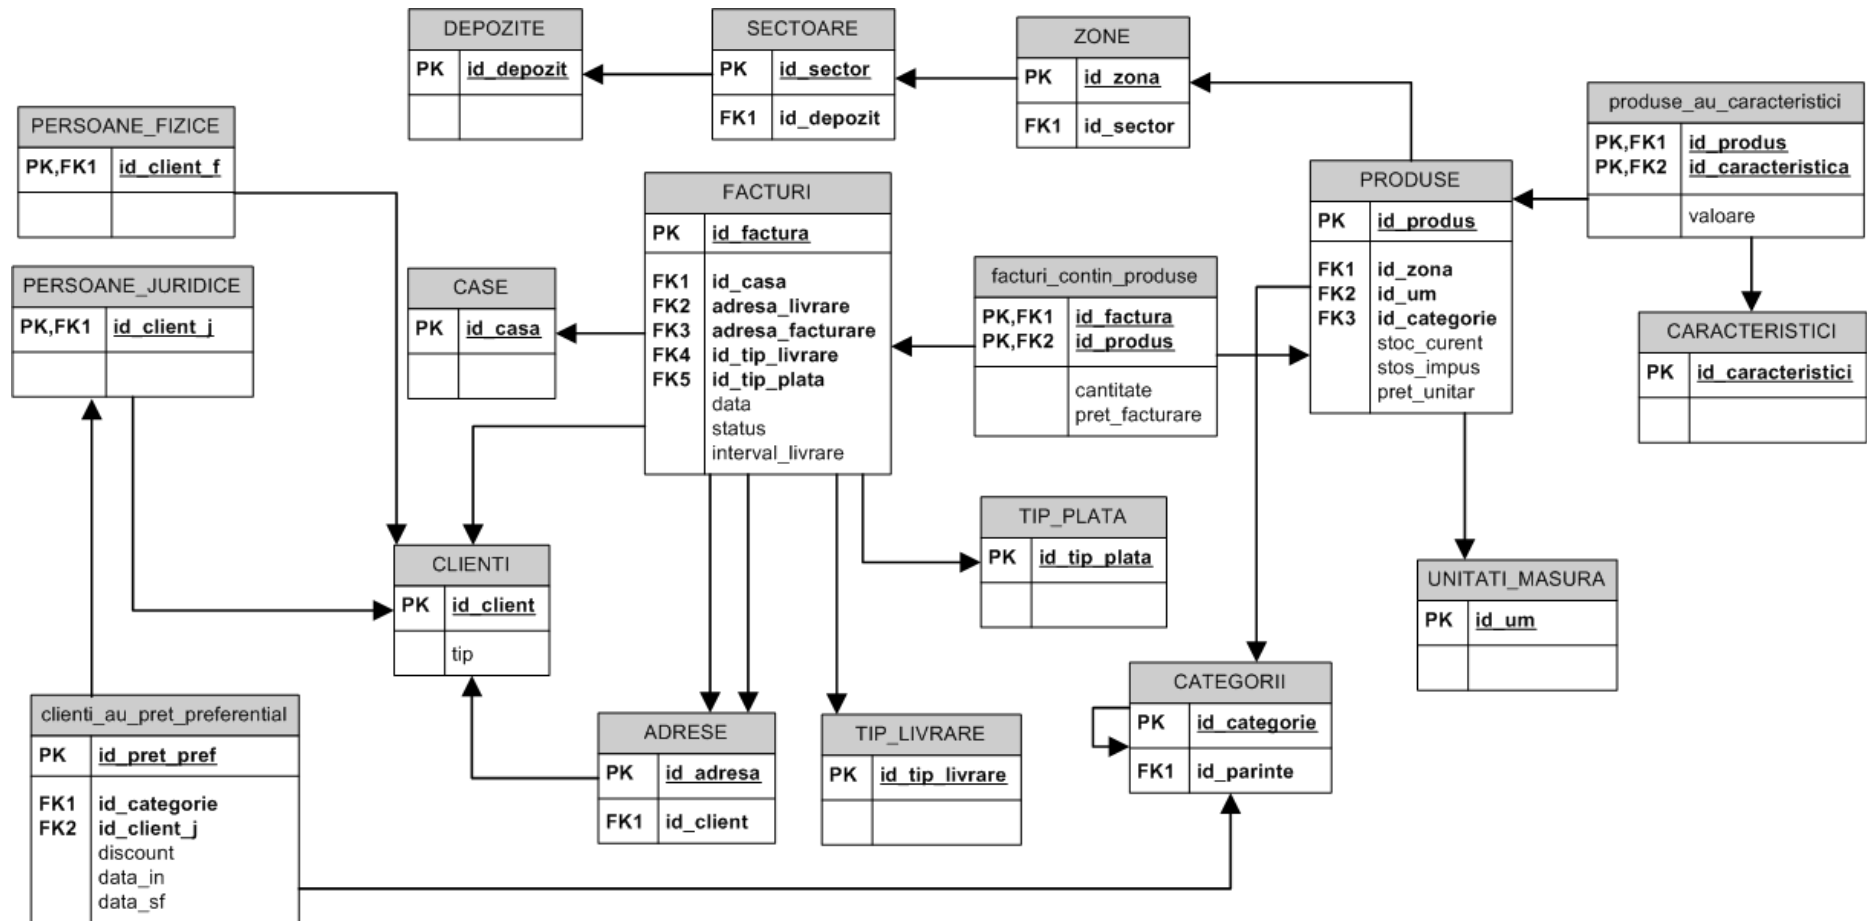 DEPOZITE
PK id_depozit
SECTOARE
PK id_sector
FK1 id_depozit
ZONE
PK id_zona
FK1 id_sector
produse_au_caracteristici
PK,FK1 id_produs
PK,FK2 id_caracteristica
valoare
PERSOANE_FIZICE
PK,FK1 id_client_f
FACTURI
PK id_factura
FK1 id_casa
FK2 adresa_livrare
FK3 adresa_facturare
FK4 id_tip_livrare
FK5 id_tip_plata
data
status
interval_livrare
PRODUSE
PK id_produs
FK1 id_zona
FK2 id_um
FK3 id_categorie
stoc_curent
stos_impus
pret_unitar
PERSOANE_JURIDICE
PK,FK1 id_client_j
CASE
PK id_casa
facturi_contin_produse
PK,FK1 id_factura
PK,FK2 id_produs
cantitate
pret_facturare
CARACTERISTICI
PK id_caracteristici
TIP_PLATA
PK id_tip_plata
CLIENTI
PK id_client
tip
UNITATI_MASURA
PK id_um
CATEGORII
PK id_categorie
FK1 id_parinte
clienti_au_pret_preferential
PK id_pret_pref
FK1 id_categorie
FK2 id_client_j
discount
data_in
data_sf
ADRESE
PK id_adresa
FK1 id_client
TIP_LIVRARE
PK id_tip_livrare